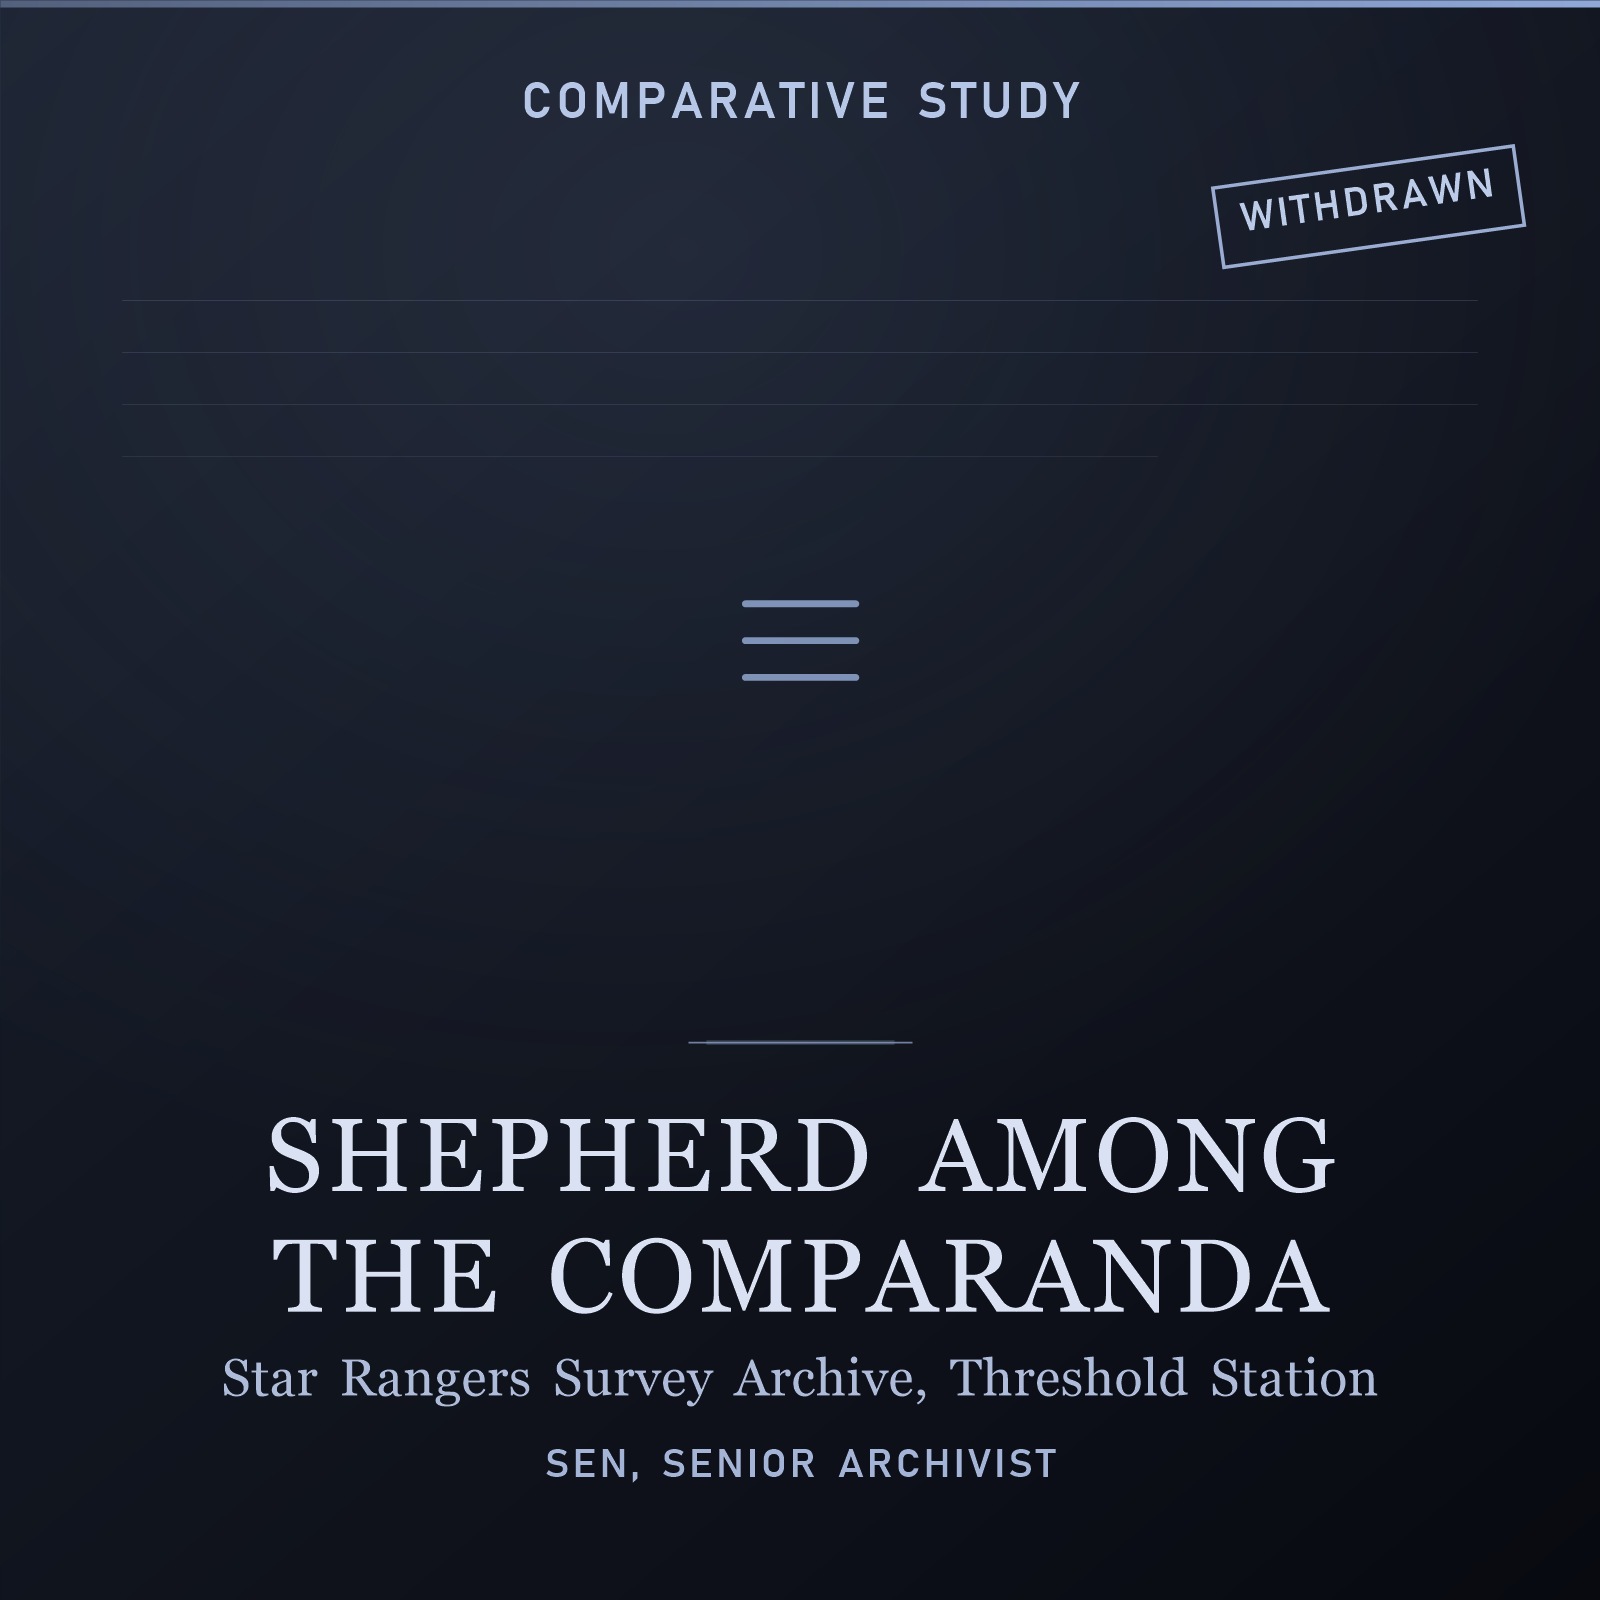 COMPARATIVE STUDY
WITHDRAWN
SHEPHERD AMONG
THE COMPARANDA
Star Rangers Survey Archive, Threshold Station
SEN, SENIOR ARCHIVIST